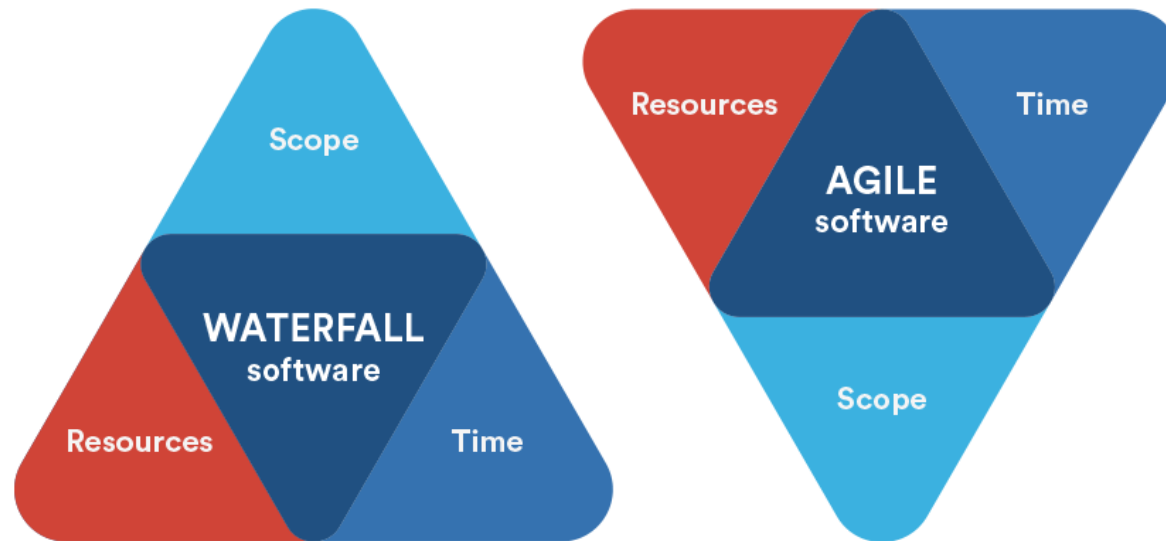 Scope
WATERFALL
software
Resources
Time
Resources
Time
AGILE
software
Scope